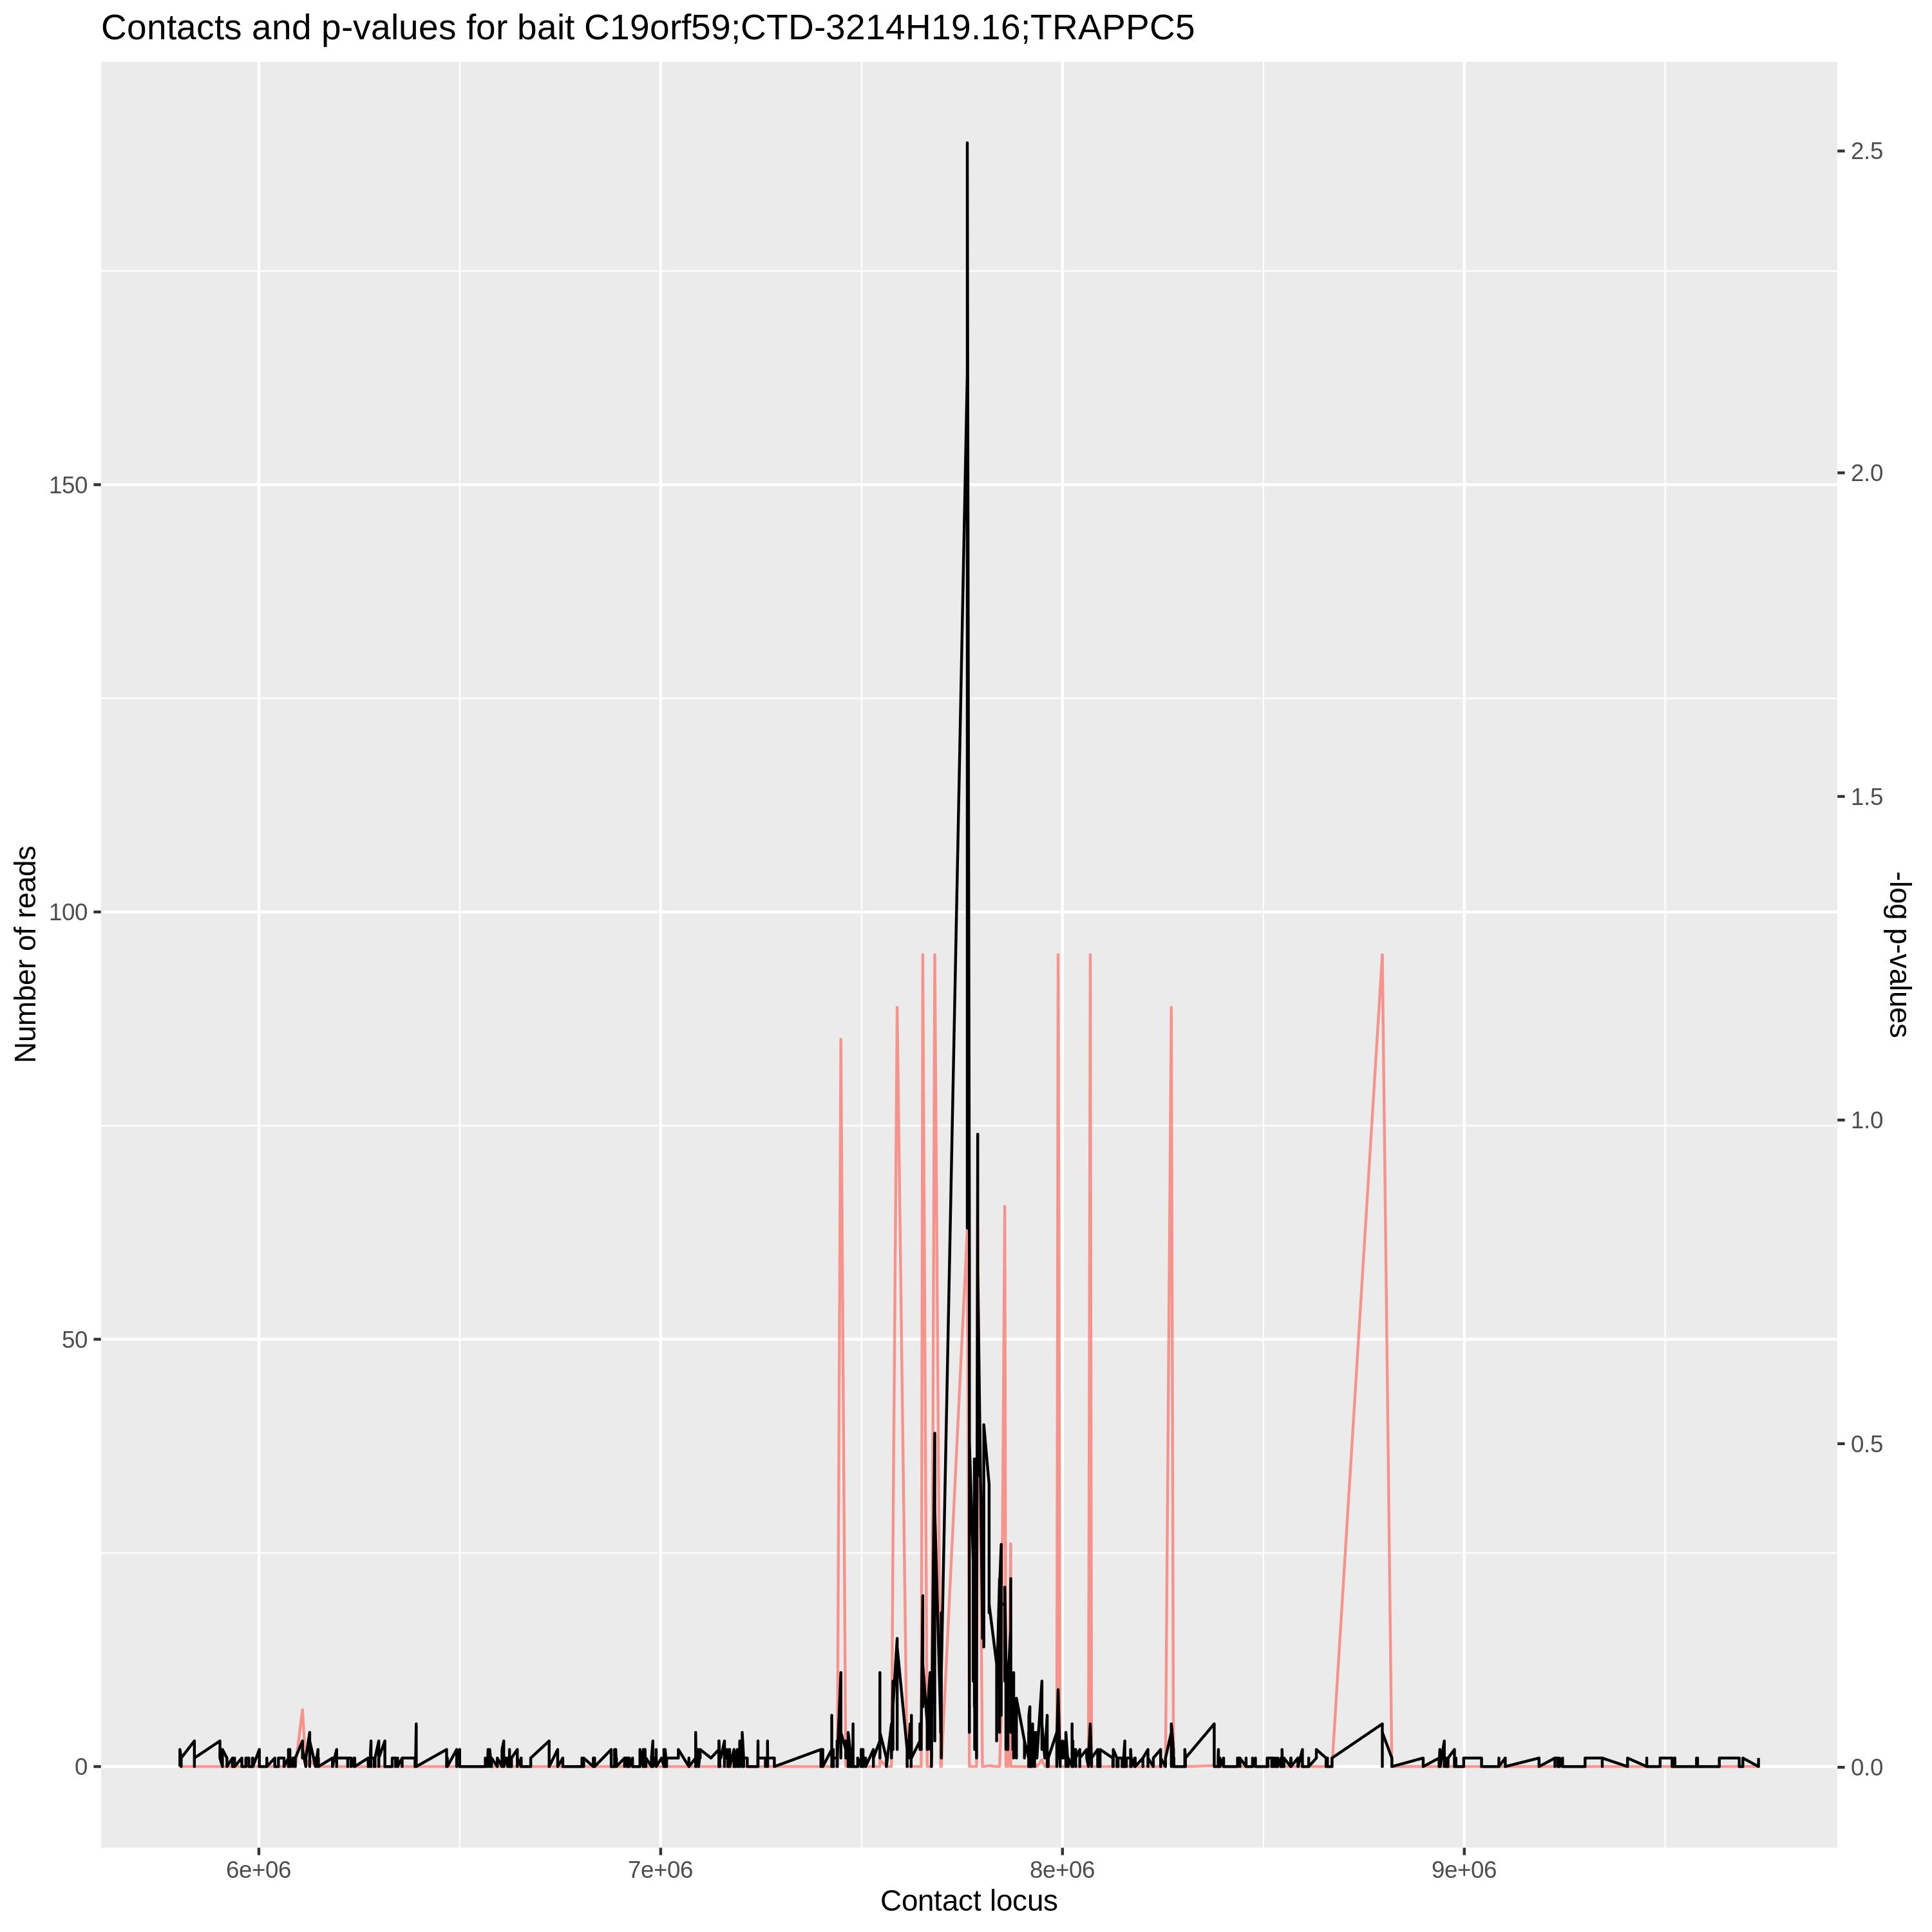 Contacts and p-values for bait C19orf59;CTD-3214H19.16;TRAPPC5
Number of reads
150
100
50
0
2.5
2.0
1.5
1.0
0.5
0.0
-log p-values
6e+06
7e+06
8e+06
9e+06
Contact locus